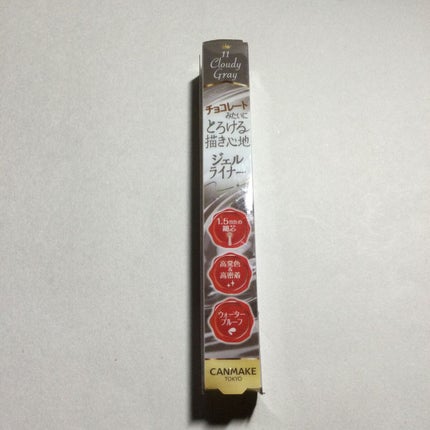 11
Cloudy
Gray
チョコレート
みたいに
とろける
描き心地
ジェル
ライナー
1.5mmの
細芯
高発色
&
高密着
ウォーター
プルーフ
CANMAKE
TOKYO